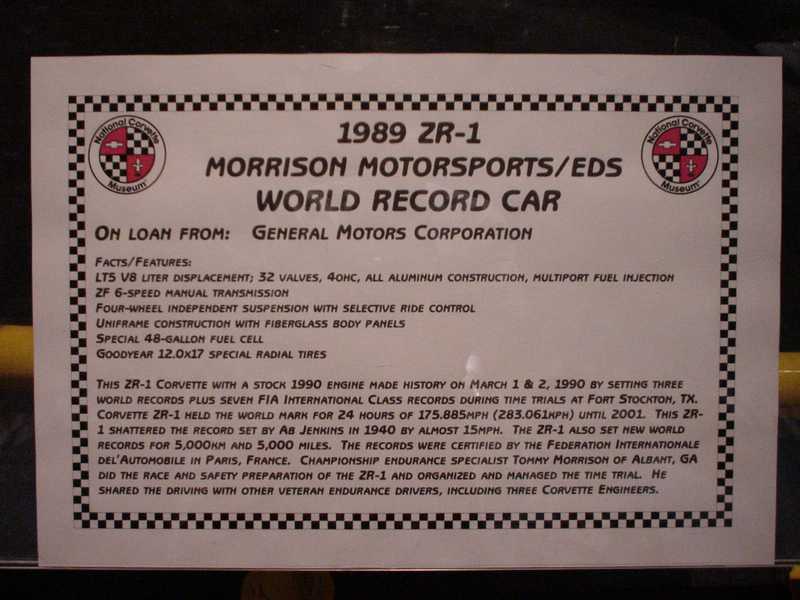 National Corvette Museum
1989 ZR-1
MORRISON MOTORSPORTS/EDS
WORLD RECORD CAR
National Corvette Museum
ON LOAN FROM: GENERAL MOTORS CORPORATION
FACTS/FEATURES:
LT5 V8 LITER DISPLACEMENT; 32 VALVES, 4OHC, ALL ALUMINUM CONSTRUCTION, MULTIPORT FUEL INJECTION
ZF 6-SPEED MANUAL TRANSMISSION
FOUR-WHEEL INDEPENDENT SUSPENSION WITH SELECTIVE RIDE CONTROL
UNIFRAME CONSTRUCTION WITH FIBERGLASS BODY PANELS
SPECIAL 48-GALLON FUEL CELL
GOODYEAR 12.0X17 SPECIAL RADIAL TIRES
THIS ZR-1 CORVETTE WITH A STOCK 1990 ENGINE MADE HISTORY ON MARCH 1 & 2, 1990 BY SETTING THREE
WORLD RECORDS PLUS SEVEN FIA INTERNATIONAL CLASS RECORDS DURING TIME TRIALS AT FORT STOCKTON, TX.
CORVETTE ZR-1 HELD THE WORLD MARK FOR 24 HOURS OF 175.885MPH (283.061KPH) UNTIL 2001. THIS ZR-
1 SHATTERED THE RECORD SET BY AB JENKINS IN 1940 BY ALMOST 15MPH. THE ZR-1 ALSO SET NEW WORLD
RECORDS FOR 5,000KM AND 5,000 MILES. THE RECORDS WERE CERTIFIED BY THE FEDERATION INTERNATIONALE
DEL'AUTOMOBILE IN PARIS, FRANCE. CHAMPIONSHIP ENDURANCE SPECIALIST TOMMY MORRISON OF ALBANT, GA
DID THE RACE AND SAFETY PREPARATION OF THE ZR-1 AND ORGANIZED AND MANAGED THE TIME TRIAL. HE
SHARED THE DRIVING WITH OTHER VETERAN ENDURANCE DRIVERS, INCLUDING THREE CORVETTE ENGINEERS.